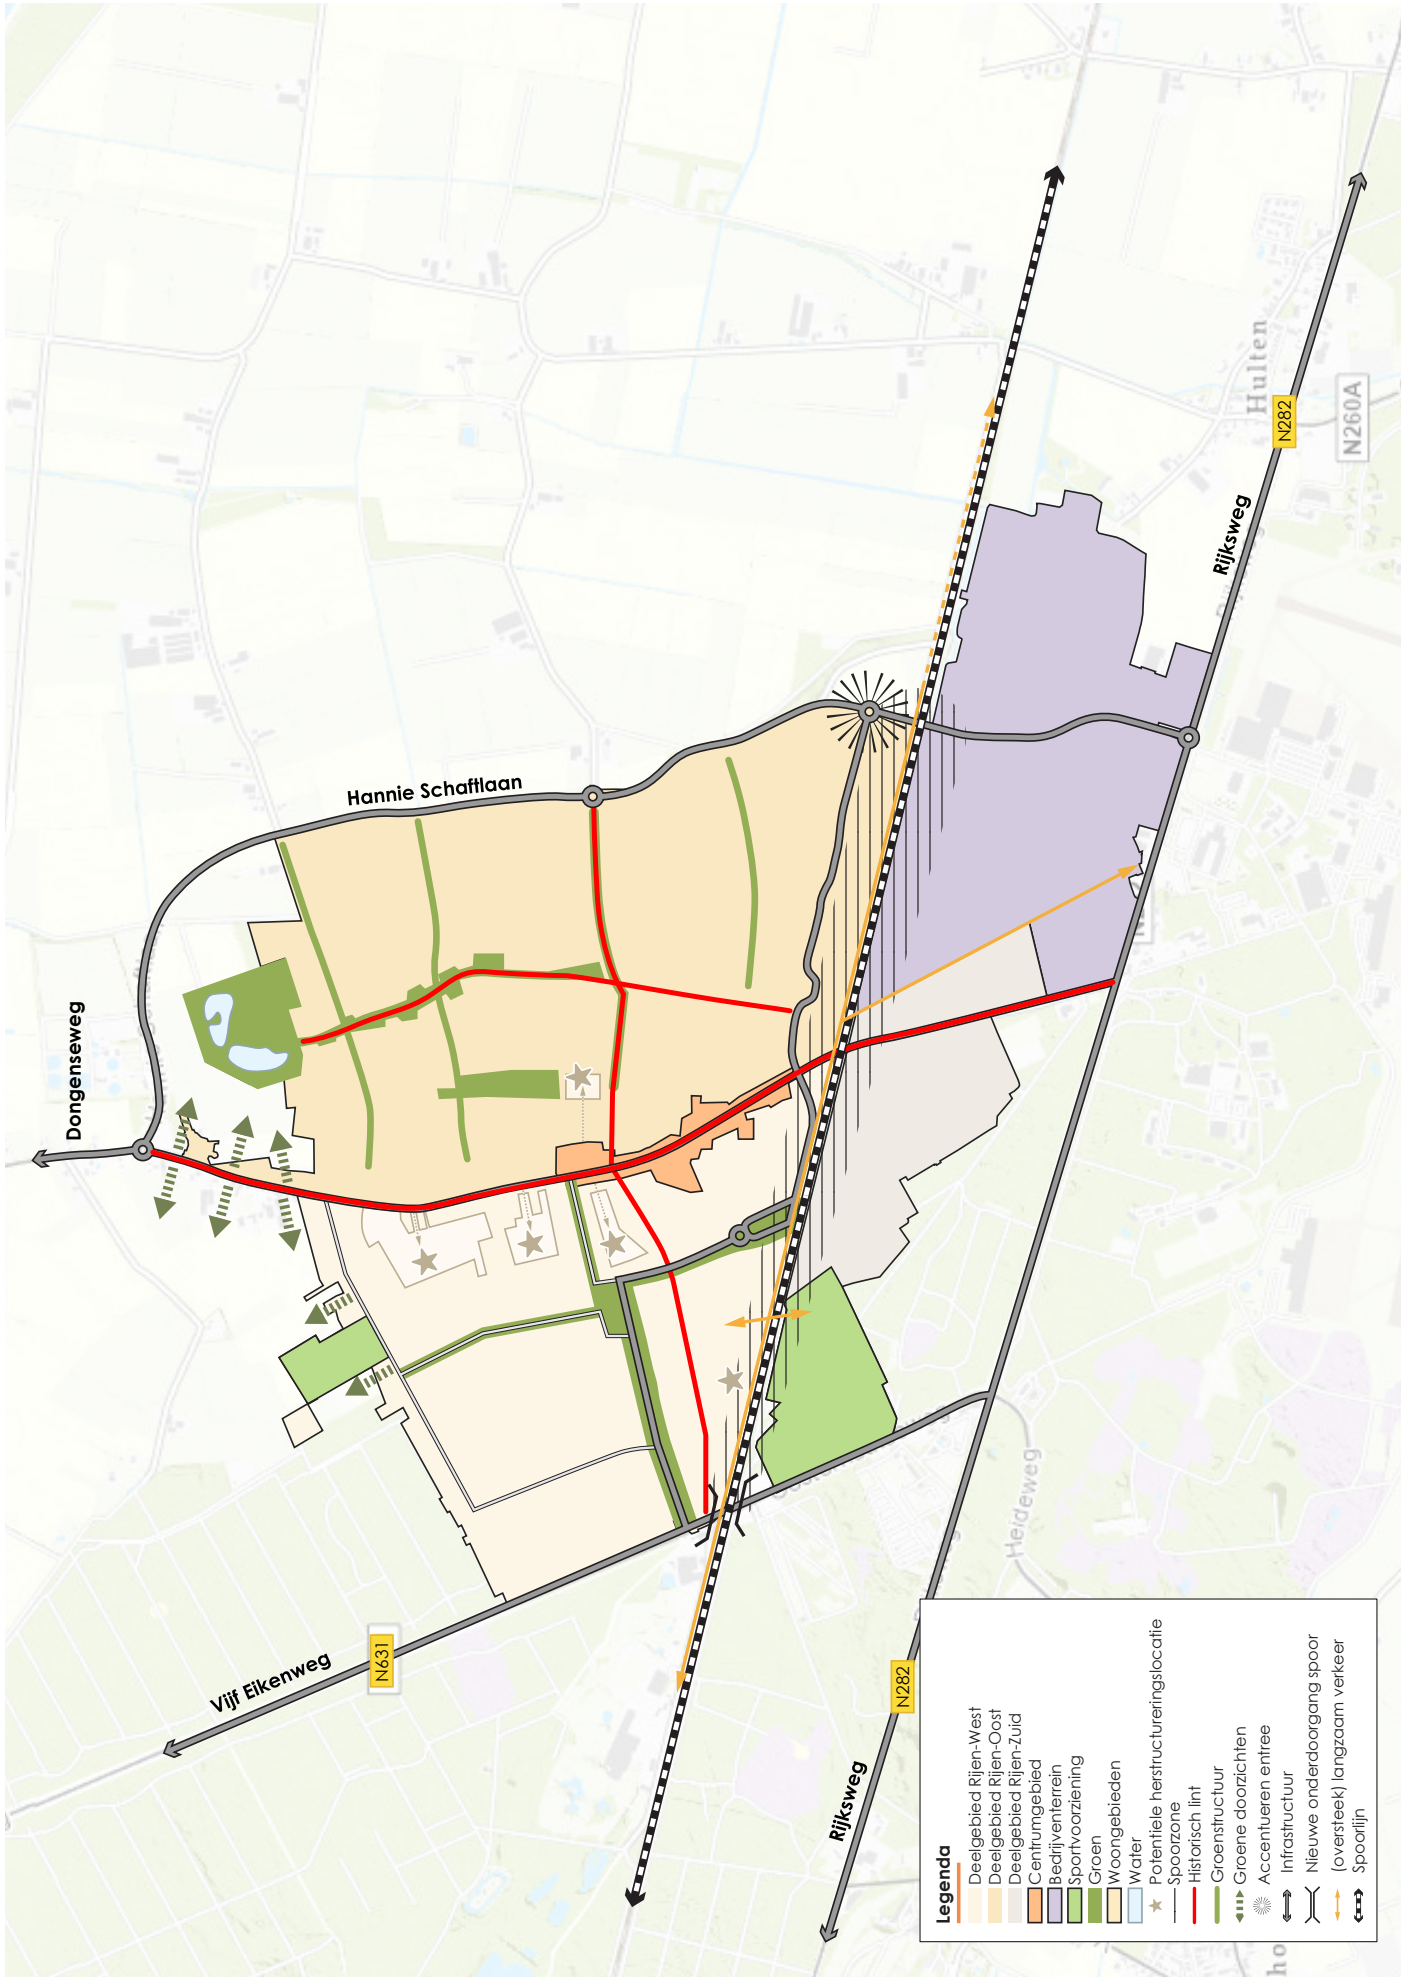 Dongenseweg
Hannie Schaftlaan
Vijf Eikenweg
N631
Rijksweg
N282
Rijksweg
N282
N260A
Hulten
Heideweg
Legenda
Deelgebied Rijen-West
Deelgebied Rijen-Oost
Deelgebied Rijen-Zuid
Centrumgebied
Bedrijventerrein
Sportvoorziening
Groen
Woongebieden
Water
Potentiele herstructureringslocatie
Spoorzone
Historisch lint
Groenstructuur
Groene doorzichten
Accentueren entree
Infrastructuur
Nieuwe onderdoorgang spoor
(oversteek) langzaam verkeer
Spoorlijn